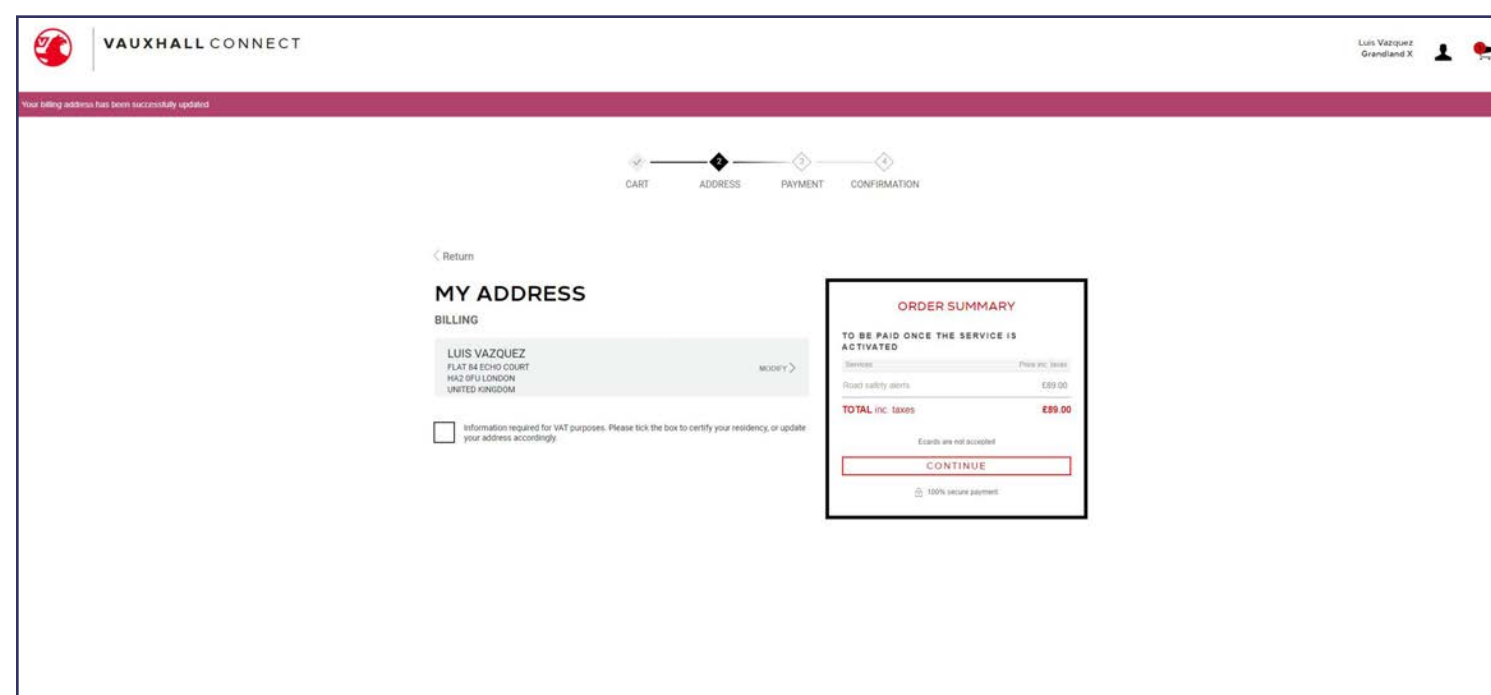 VAUXHALL CONNECT
Luis Vazquez
Grandland X
Your billing address has been successfully updated
2
3
4
CART
ADDRESS
PAYMENT
CONFIRMATION
Return
MY ADDRESS
BILLING
LUIS VAZQUEZ
FLAT 84 ECHO COURT
HA2 0FU LONDON
UNITED KINGDOM
MODIFY
Information required for VAT purposes. Please tick the box to certify your residency, or update
your address accordingly.
ORDER SUMMARY
TO BE PAID ONCE THE SERVICE IS
ACTIVATED
Services Price inc. taxes
Road safety alerts £89.00
TOTAL inc. taxes £89.00
Ecards are not accepted
CONTINUE
100% secure payment